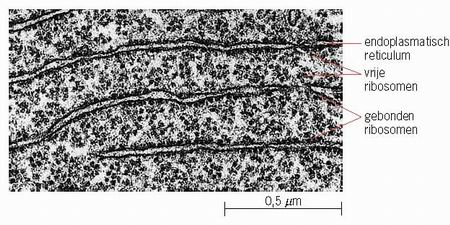 endoplasmatisch
reticulum
vrije
ribosomen
gebonden
ribosomen
0,5 µm